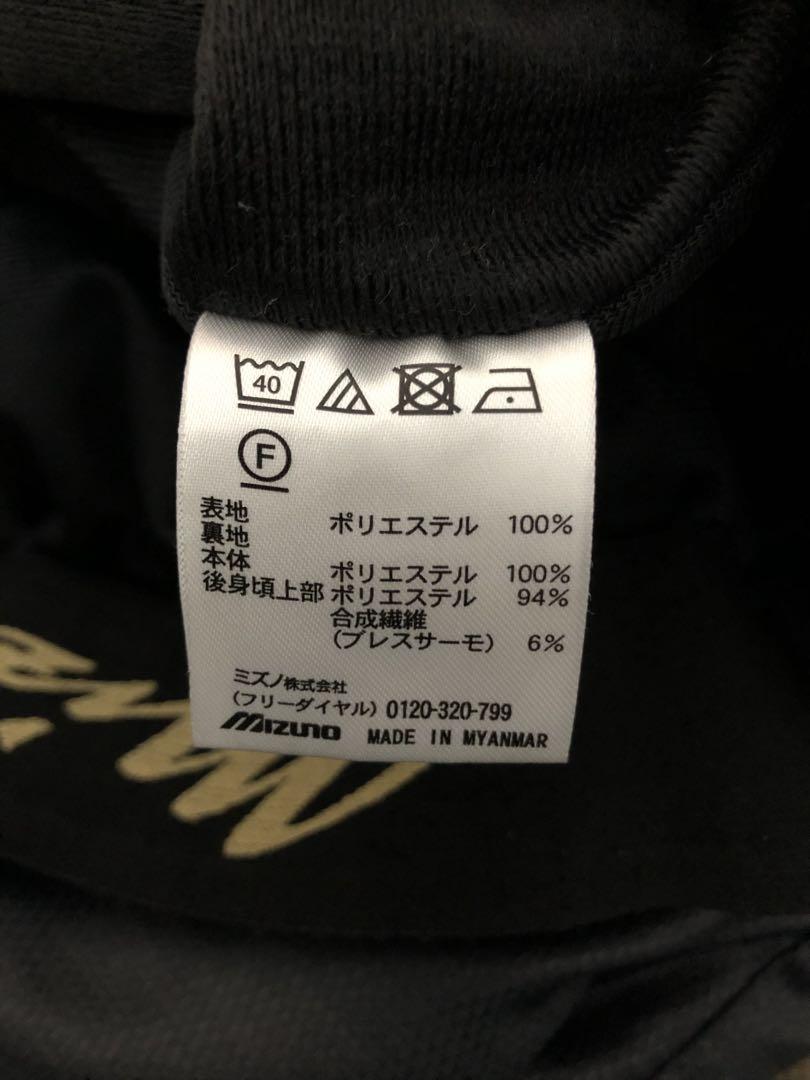 40
F
表地 ポリエステル 100%
裏地
本体 ポリエステル 100%
後身頃上部 ポリエステル 94%
合成繊維
(ブレスサーモ) 6%
ミズノ株式会社
(フリーダイヤル) 0120-320-799
MIZUNO MADE IN MYANMAR